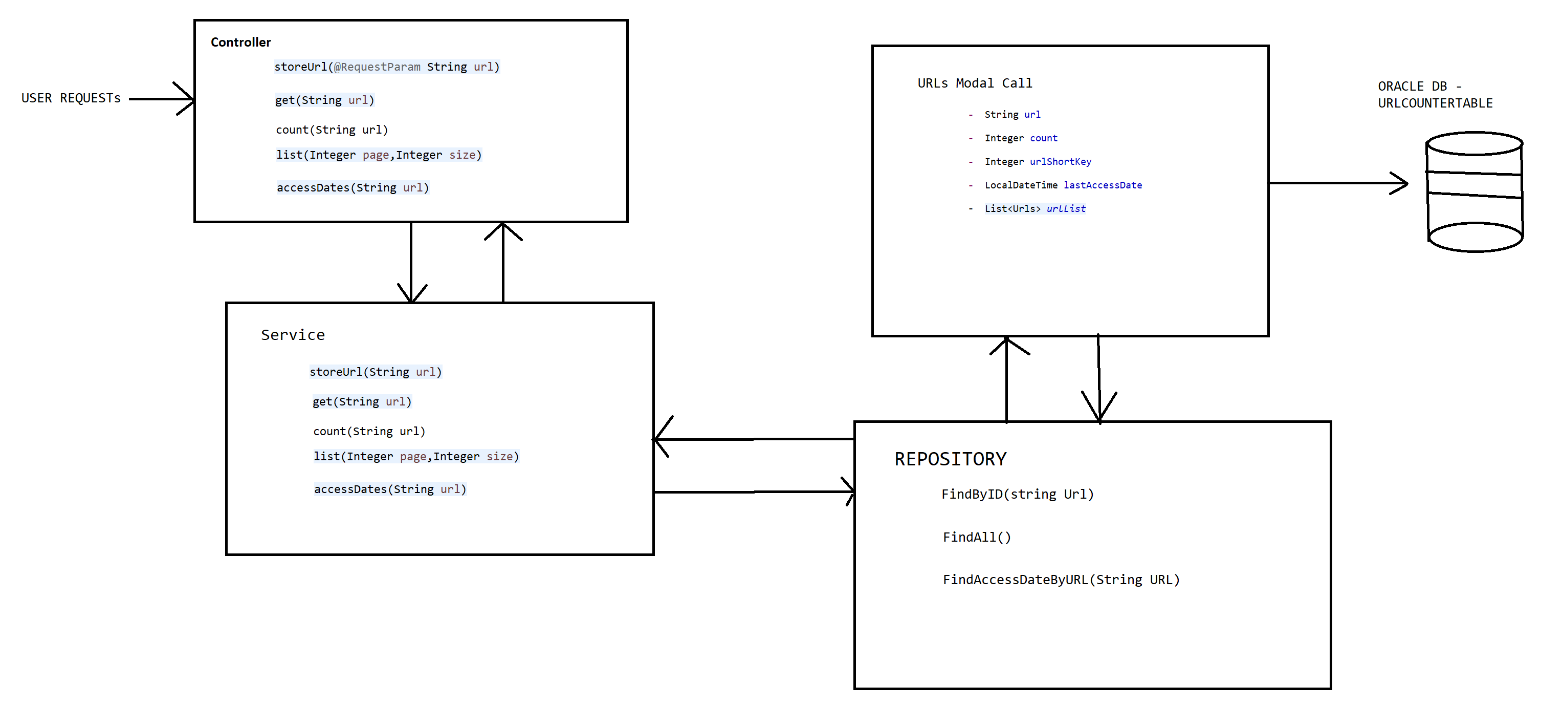 Controller
storeUrl(@RequestParam String url)
USER REQUESTs
get(String url)
count(String url)
list(Integer page,Integer size)
accessDates(String url)
Service
storeUrl(String url)
get(String url)
count(String url)
list(Integer page,Integer size)
accessDates(String url)
URLs Modal Call
- String url
- Integer count
- Integer urlShortKey
- LocalDateTime lastAccessDate
- List<Urls> urlList
ORACLE DB -
URLCOUNTERTABLE
REPOSITORY
FindByID(string Url)
FindAll()
FindAccessDateByURL(String URL)